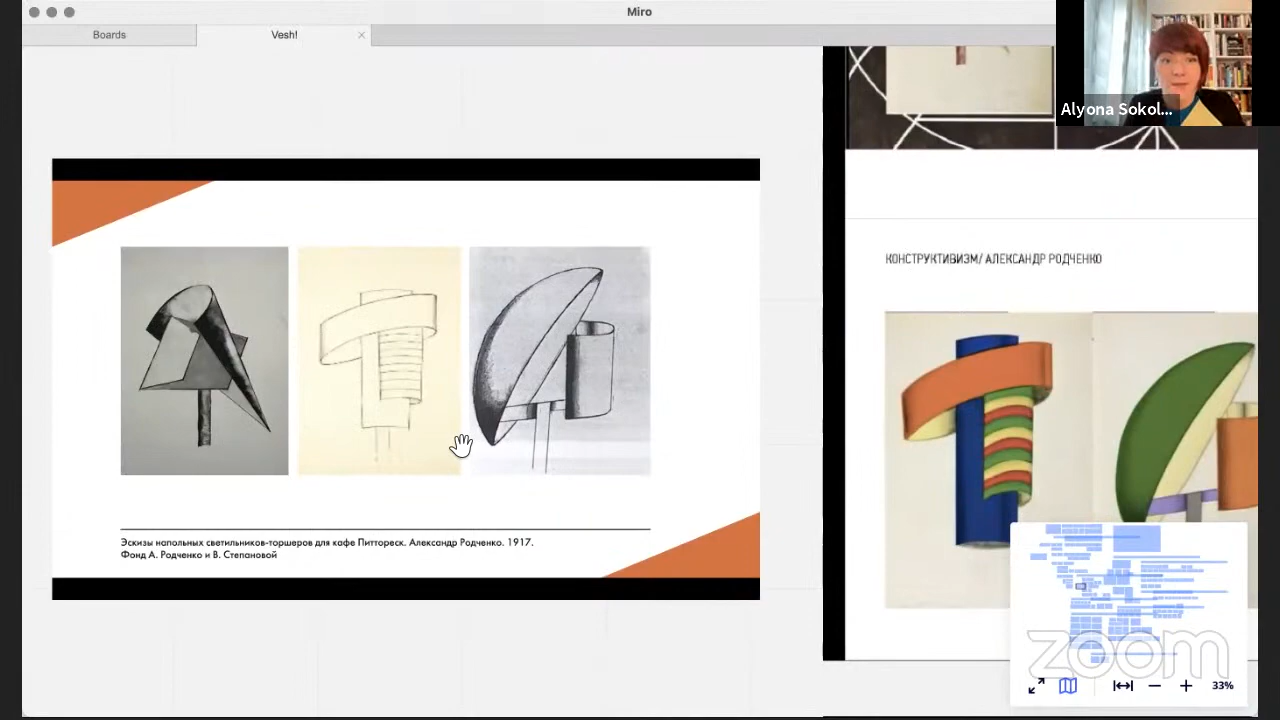 Miro
Boards
Vesh!
Alyona Sokol...
КОНСТРУКТИВИЗМ/ АЛЕКСАНДР РОДЧЕНКО
Эскизы напольных светильников-торшеров для кафе Питтореск. Александр Родченко. 1917.
Фонд А. Родченко и В. Степановой
zoom
33%